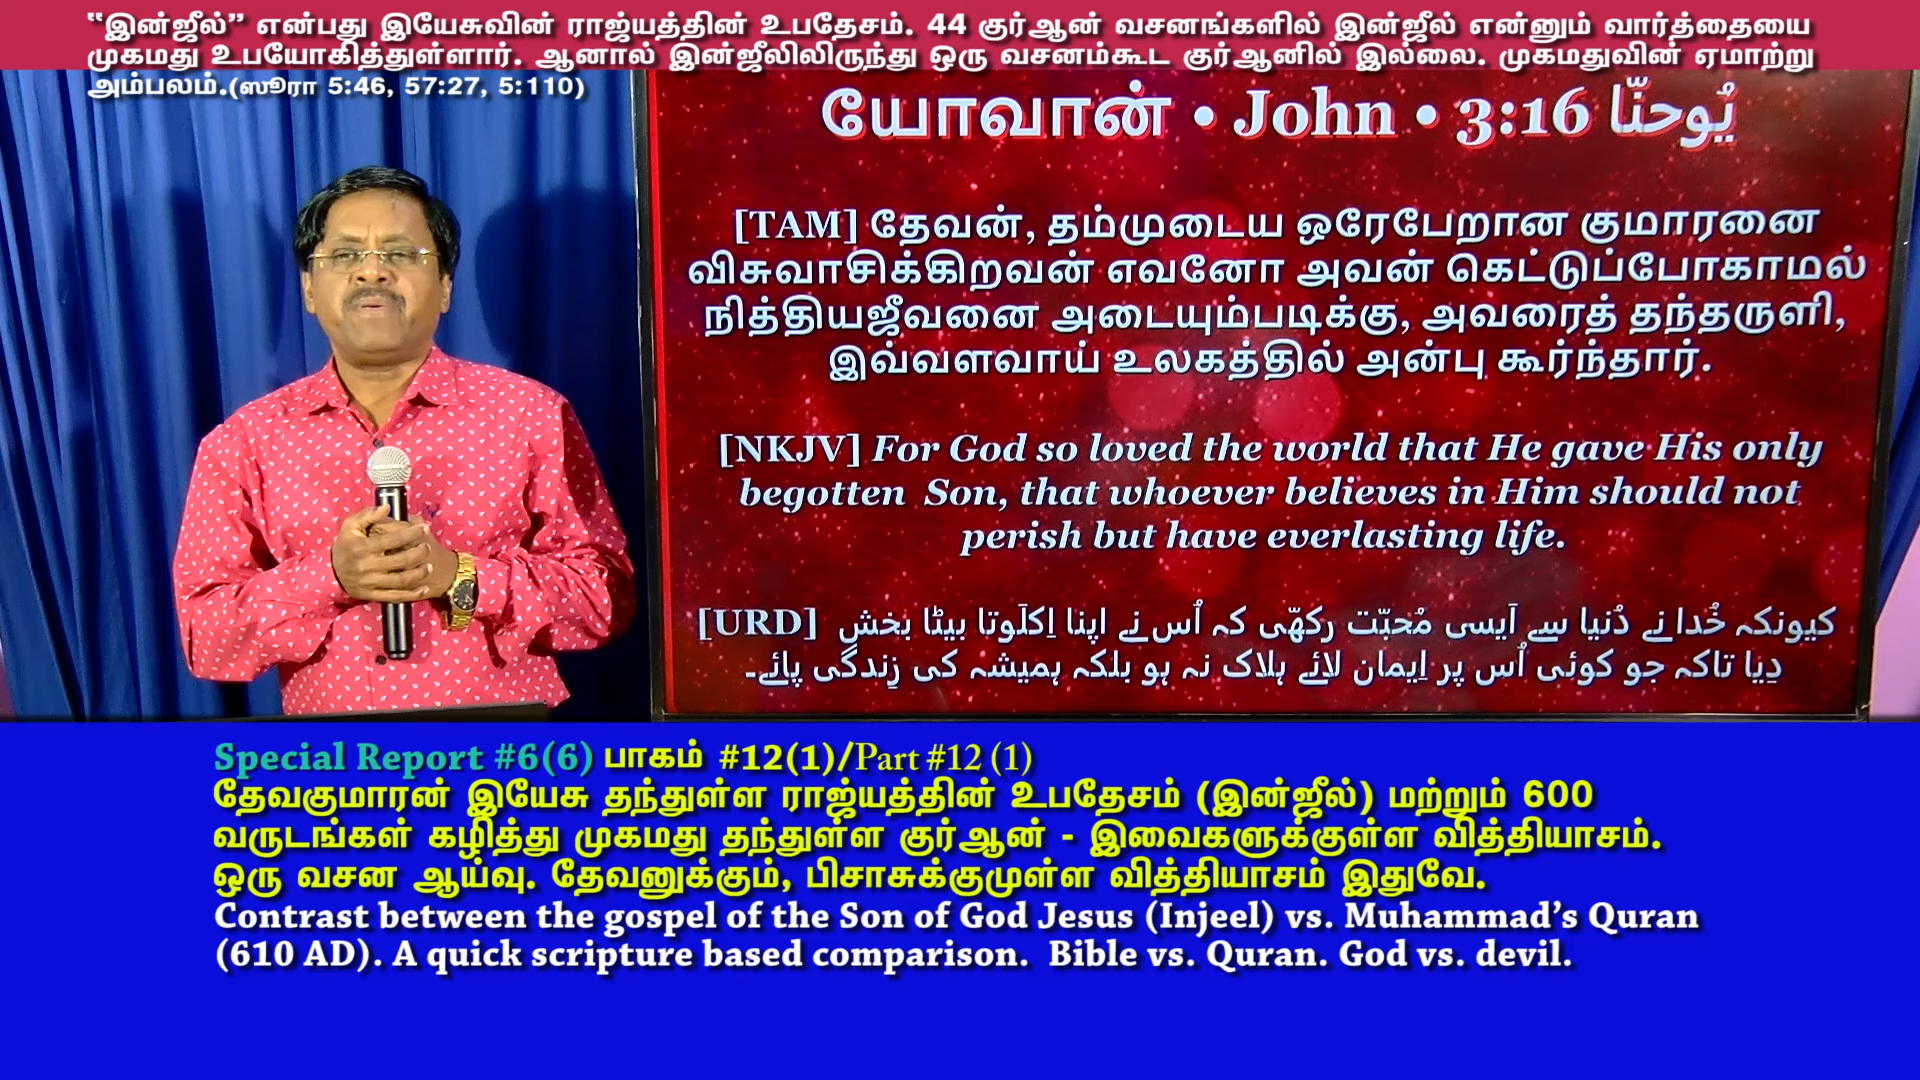 “இன்ஜீல்” என்பது இயேசுவின் ராஜ்யத்தின் உபதேசம். 44 குர்ஆன் வசனங்களில் இன்ஜீல் என்னும் வார்த்தையை
முகமது உபயோகித்துள்ளார். ஆனால் இன்ஜீலிலிருந்து ஒரு வசனம்கூட குர்ஆனில் இல்லை. முகமதுவின் ஏமாற்று
அம்பலம்.(ஸூரா 5:46, 57:27, 5:110)
யோவான் • John • 3:16 یُوحنّا
[TAM] தேவன், தம்முடைய ஒரேபேறான குமாரனை
விசுவாசிக்கிறவன் எவனோ அவன் கெட்டுப்போகாமல்
நித்தியஜீவனை அடையும்படிக்கு, அவரைத் தந்தருளி,
இவ்வளவாய் உலகத்தில் அன்பு கூர்ந்தார்.
[NKJV] For God so loved the world that He gave His only
begotten Son, that whoever believes in Him should not
perish but have everlasting life.
[URD] کیونکہ خُدا نے دُنیا سے اَیسی مُحبّت رکھّی کہ اُس نے اپنا اِکلَوتا بیٹا بخش
دِیا تاکہ جو کوئی اُس پر اِیمان لائے ہلاک نہ ہو بلکہ ہمیشہ کی زِندگی پائے۔
Special Report #6(6) பாகம் #12(1)/Part #12 (1)
தேவகுமாரன் இயேசு தந்துள்ள ராஜ்யத்தின் உபதேசம் (இன்ஜீல்) மற்றும் 600
வருடங்கள் கழித்து முகமது தந்துள்ள குர்ஆன் - இவைகளுக்குள்ள வித்தியாசம்.
ஒரு வசன ஆய்வு. தேவனுக்கும், பிசாசுக்குமுள்ள வித்தியாசம் இதுவே.
Contrast between the gospel of the Son of God Jesus (Injeel) vs. Muhammad’s Quran
(610 AD). A quick scripture based comparison. Bible vs. Quran. God vs. devil.